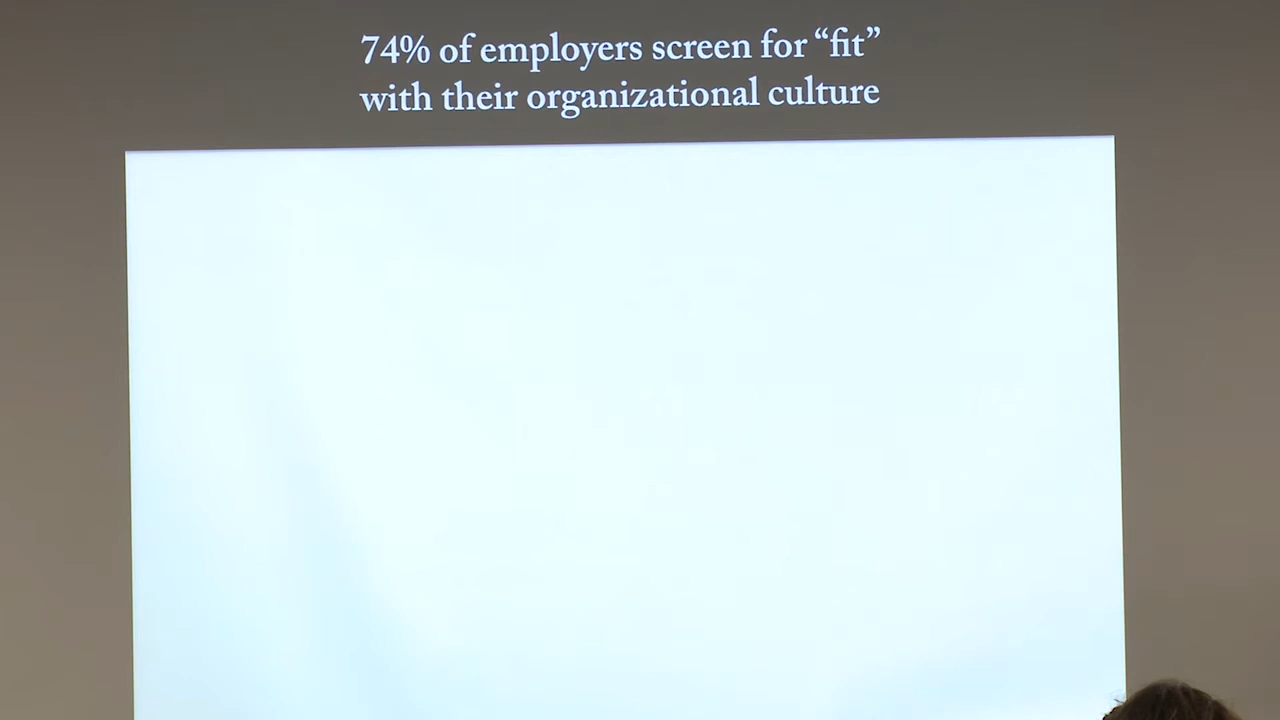 74% of employers screen for “fit”
with their organizational culture